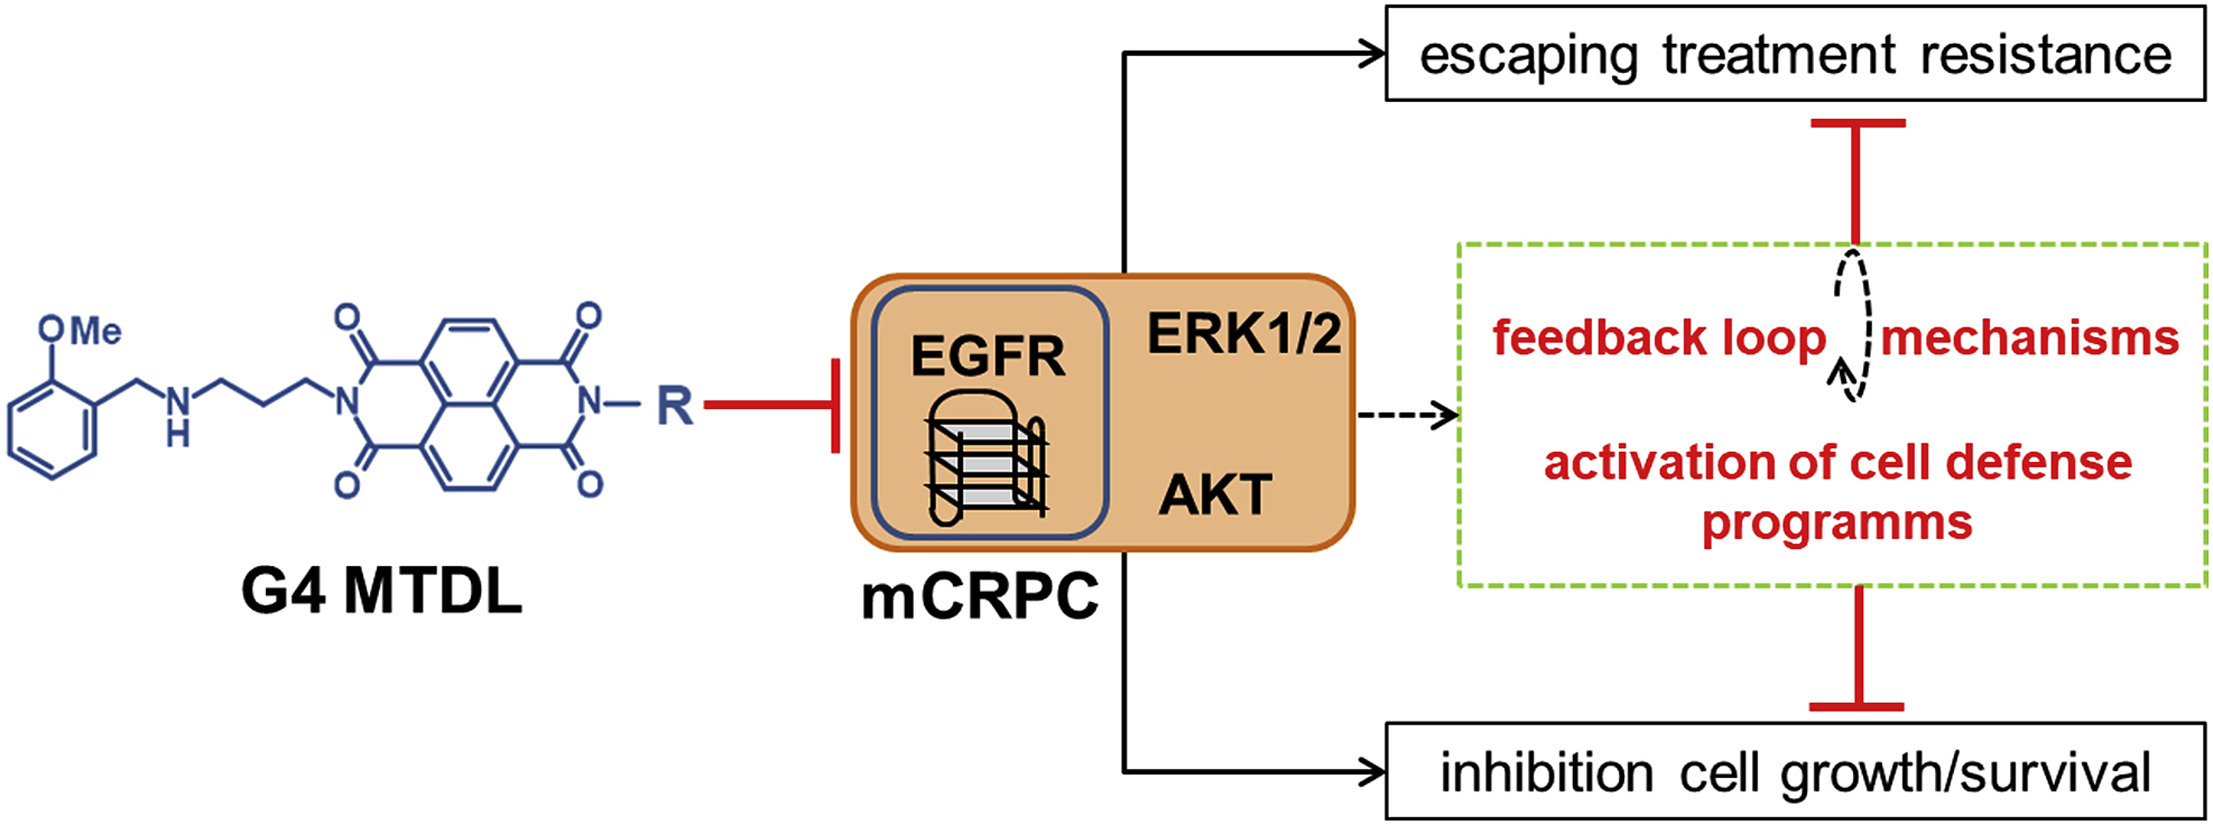 escaping treatment resistance
OMe
O
O
N
H
N
N
R
O
O
EGFR
ERK1/2
AKT
feedback loop mechanisms
activation of cell defense
programms
G4 MTDL
mCRPC
inhibition cell growth/survival